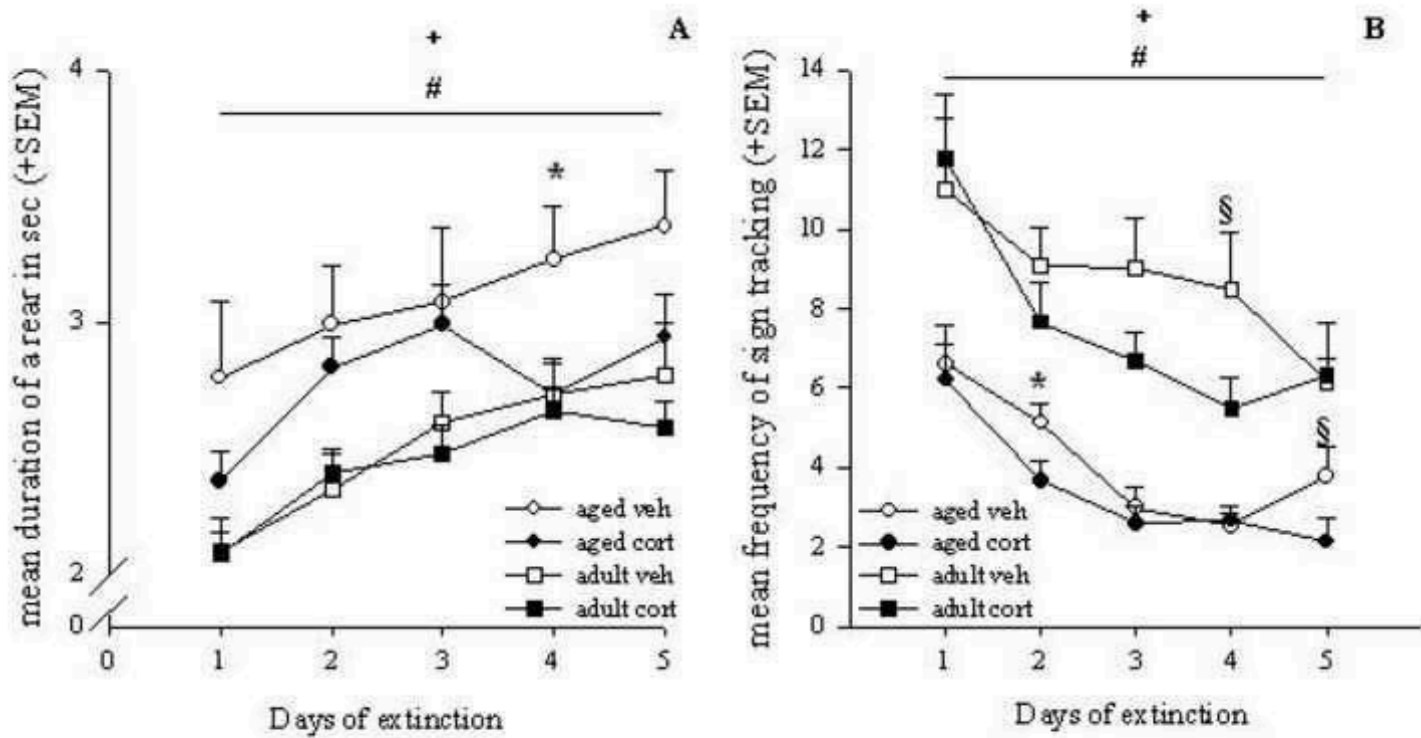 A
+
#
4
*
3
2
0
mean duration of a rear in sec (+SEM)
aged veh
aged cort
adult veh
adult cort
0 1 2 3 4 5
Days of extinction
B
+
#
14
12
10
8
6
4
2
0
§
*
§
mean frequency of sign tracking (+SEM)
aged veh
aged cort
adult veh
adult cort
1 2 3 4 5
Days of extinction